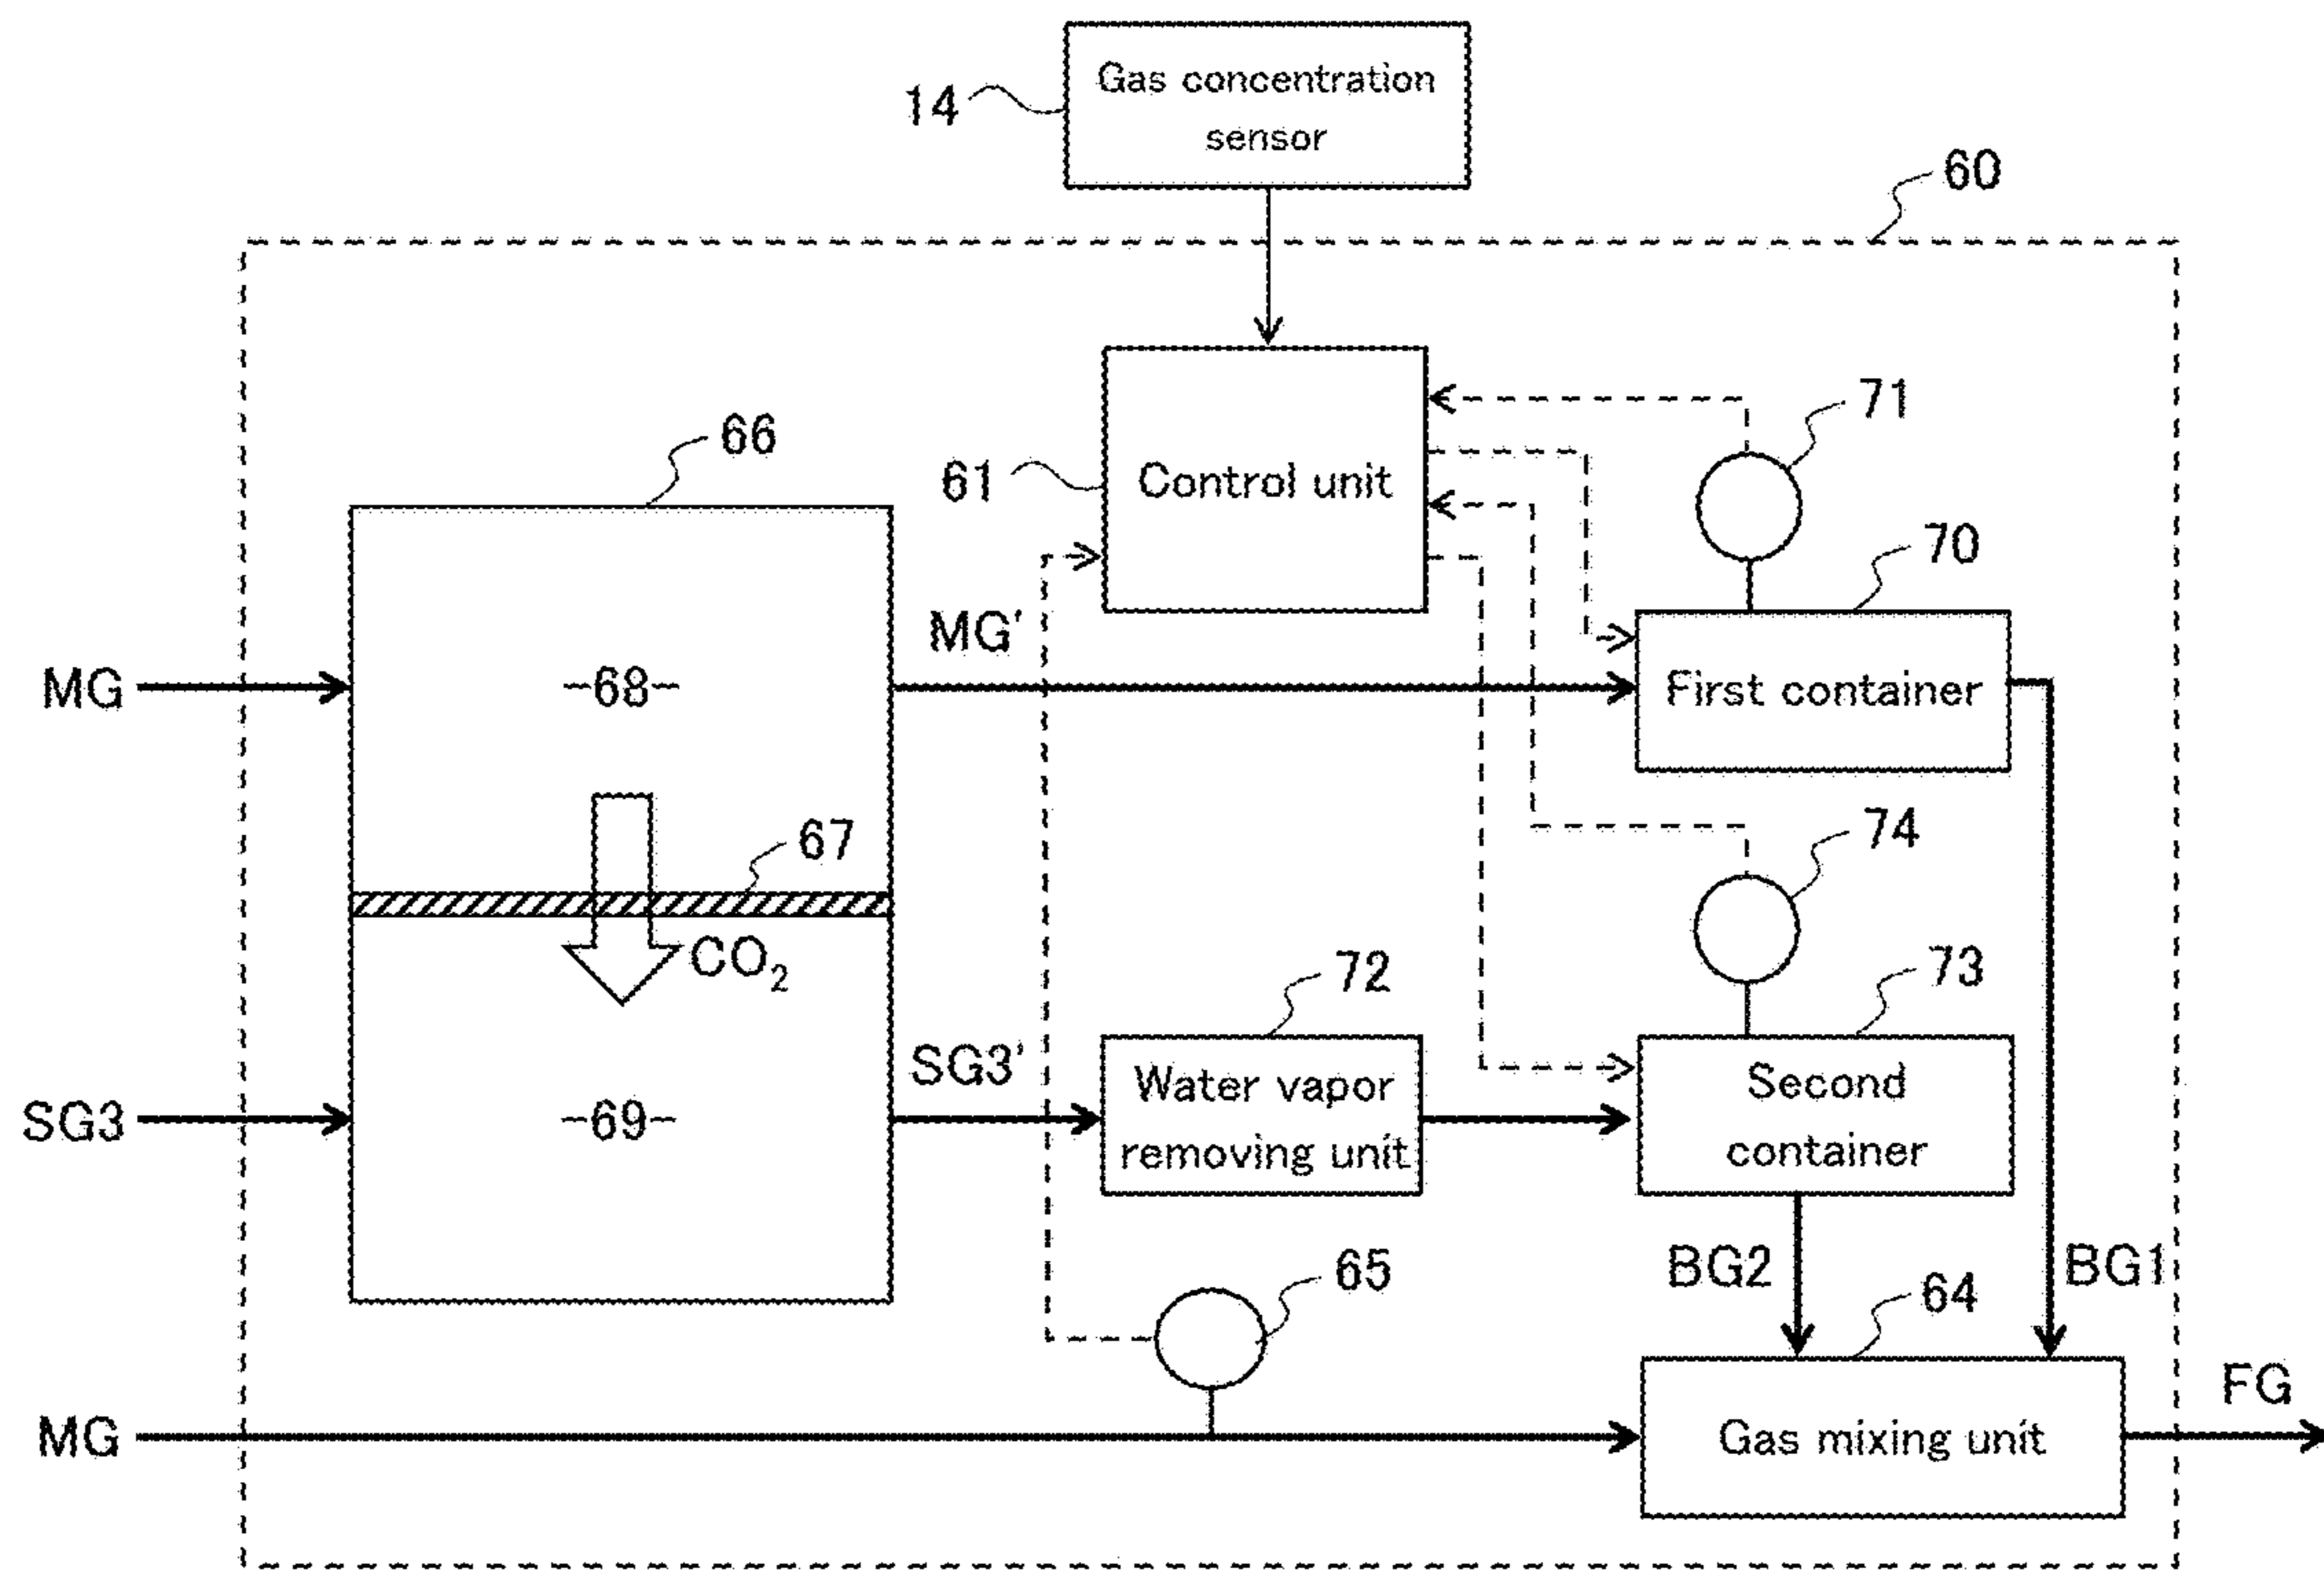 Gas concentration
sensor
14
60
71
66
61
Control unit
70
MG'
MG
-68-
First container
67
74
CO₂
72
73
SG3'
Water vapor
removing unit
Second
container
SG3
-69-
65
BG2
BG1
64
FG
MG
Gas mixing unit